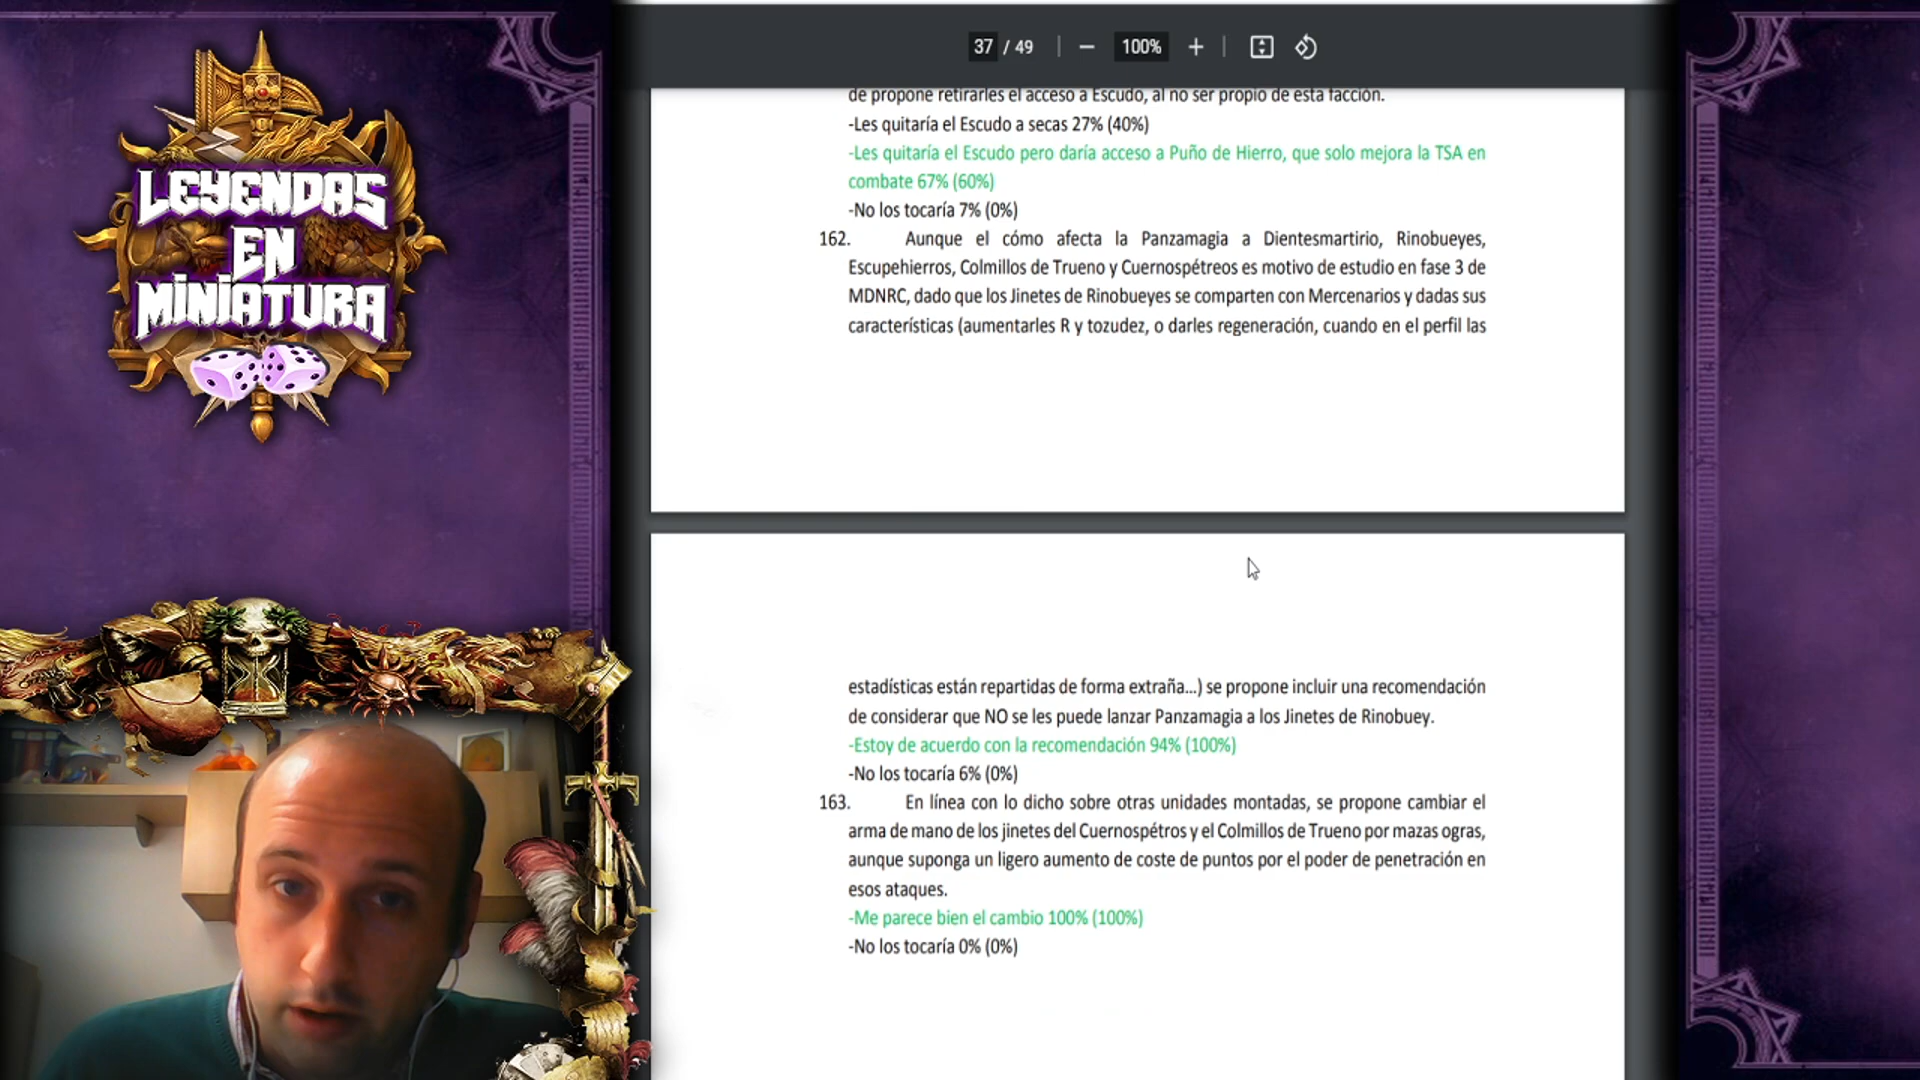 LEYENDAS
EN
MINIATURA
37 / 49
100%
de propone retirarles el acceso a Escudo, al no ser propio de esta facción.
-Les quitaría el Escudo a secas 27% (40%)
-Les quitaría el Escudo pero daría acceso a Puño de Hierro, que solo mejora la TSA en
combate 67% (60%)
-No los tocaría 7% (0%)
162. Aunque el cómo afecta la Panzamagia a Dientesmartirio, Rinobueyes,
Escupehierros, Colmillos de Trueno y Cuernospétreos es motivo de estudio en fase 3 de
MDNRC, dado que los Jinetes de Rinobueyes se comparten con Mercenarios y dadas sus
características (aumentarles R y tozudez, o darles regeneración, cuando en el perfil las
estadísticas están repartidas de forma extraña...) se propone incluir una recomendación
de considerar que NO se les puede lanzar Panzamagia a los Jinetes de Rinobuey.
-Estoy de acuerdo con la recomendación 94% (100%)
-No los tocaría 6% (0%)
163. En línea con lo dicho sobre otras unidades montadas, se propone cambiar el
arma de mano de los jinetes del Cuernospétros y el Colmillos de Trueno por mazas ogras,
aunque suponga un ligero aumento de coste de puntos por el poder de penetración en
esos ataques.
-Me parece bien el cambio 100% (100%)
-No los tocaría 0% (0%)